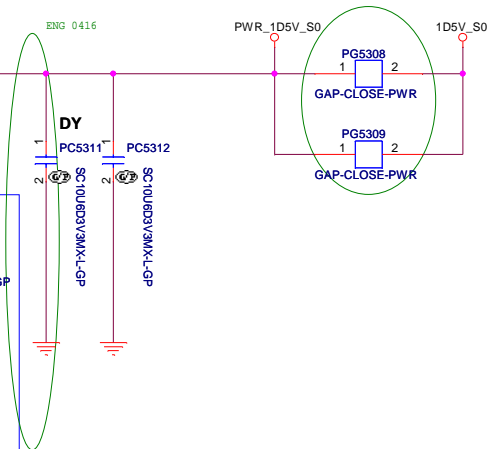 ENG 0416
PWR_1D5V_S0
1D5V_S0
PG5308
1 2
GAP-CLOSE-PWR
DY
PG5309
1 2
GAP-CLOSE-PWR
1
PC5311
1
PC5312
2
G/P
SC10U6D3V3MX-L-GP
2
G/P
SC10U6D3V3MX-L-GP
GP